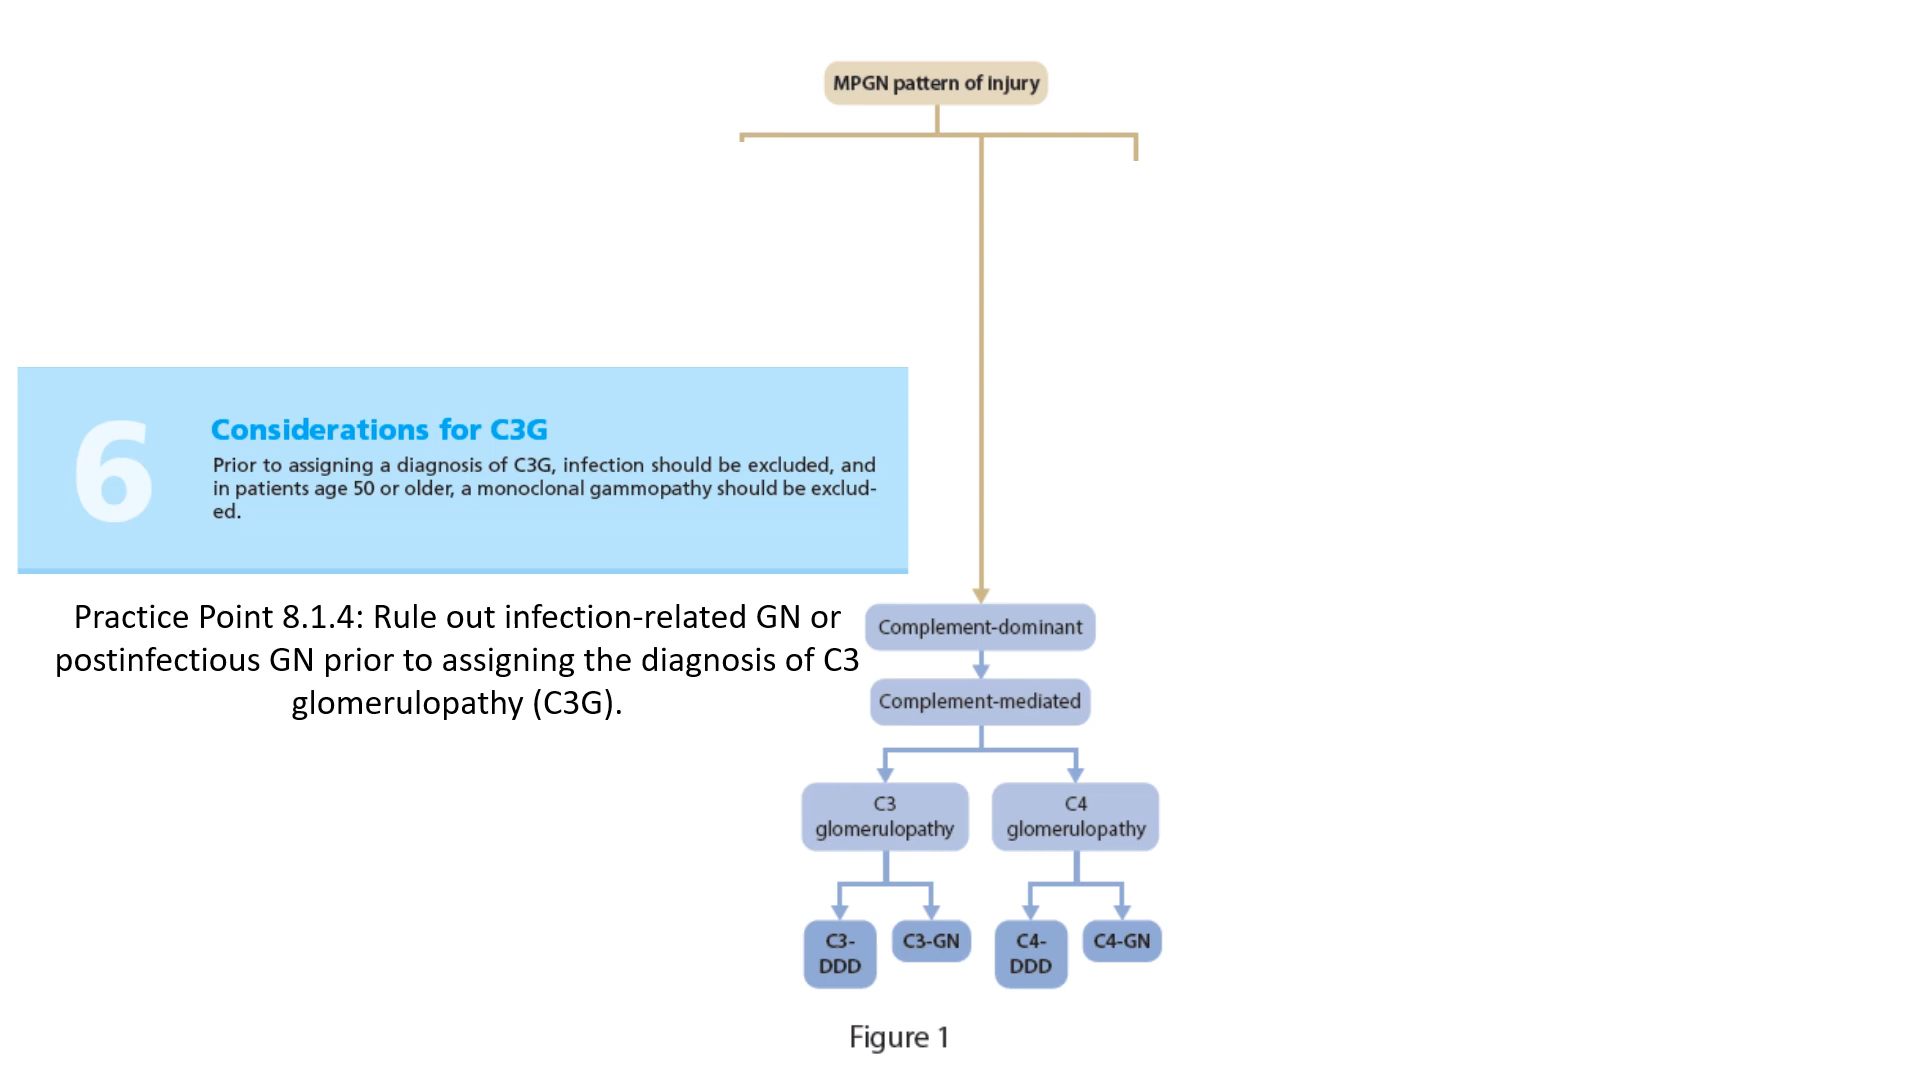 MPGN pattern of injury
6
Considerations for C3G
Prior to assigning a diagnosis of C3G, infection should be excluded, and
in patients age 50 or older, a monoclonal gammopathy should be exclud-
ed.
Practice Point 8.1.4: Rule out infection-related GN or
postinfectious GN prior to assigning the diagnosis of C3
glomerulopathy (C3G).
Complement-dominant
Complement-mediated
C3
glomerulopathy
C4
glomerulopathy
C3-
DDD
C3-GN
C4-
DDD
C4-GN
Figure 1